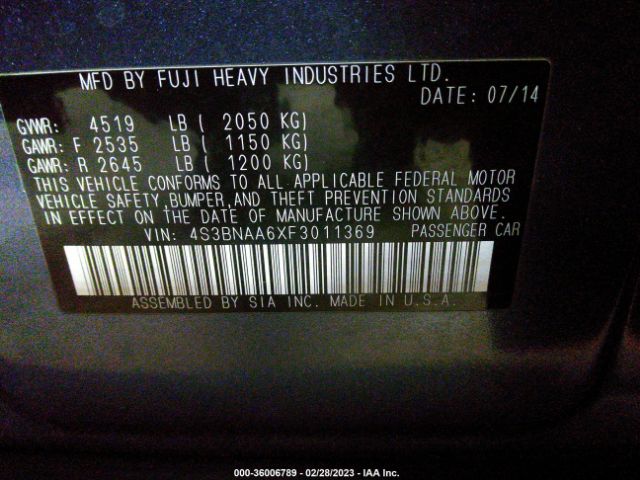 MFD BY FUJI HEAVY INDUSTRIES LTD.
DATE: 07/14
GVWR: 4519 LB ( 2050 KG)
GAWR: F 2535 LB ( 1150 KG)
GAWR: R 2645 LB ( 1200 KG)
THIS VEHICLE CONFORMS TO ALL APPLICABLE FEDERAL MOTOR
VEHICLE SAFETY, BUMPER, AND THEFT PREVENTION STANDARDS
IN EFFECT ON THE DATE OF MANUFACTURE SHOWN ABOVE.
VIN: 4S3BNAA6XF3011369 PASSENGER CAR
ASSEMBLED BY SIA INC. MADE IN U.S.A.
000-36006789 - 02/28/2023 - IAA Inc.